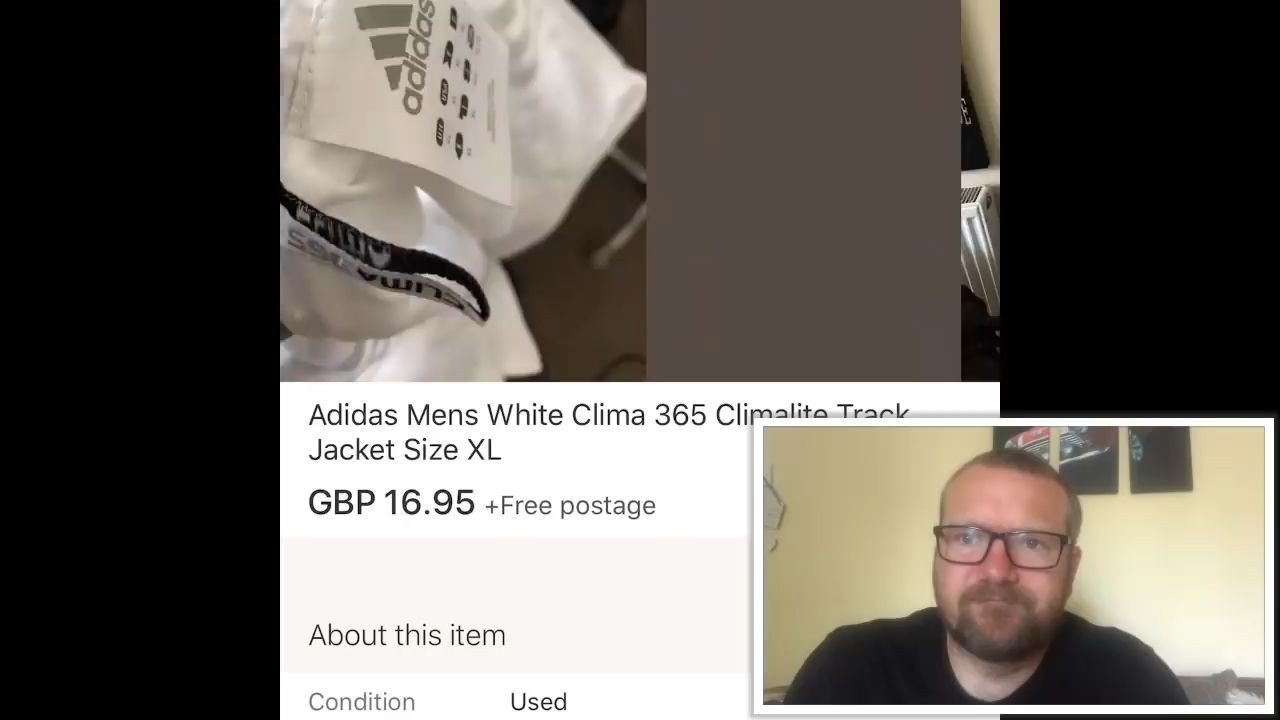 adidas
Adidas Mens White Clima 365 Climalite Track
Jacket Size XL
GBP 16.95 +Free postage
About this item
Condition Used